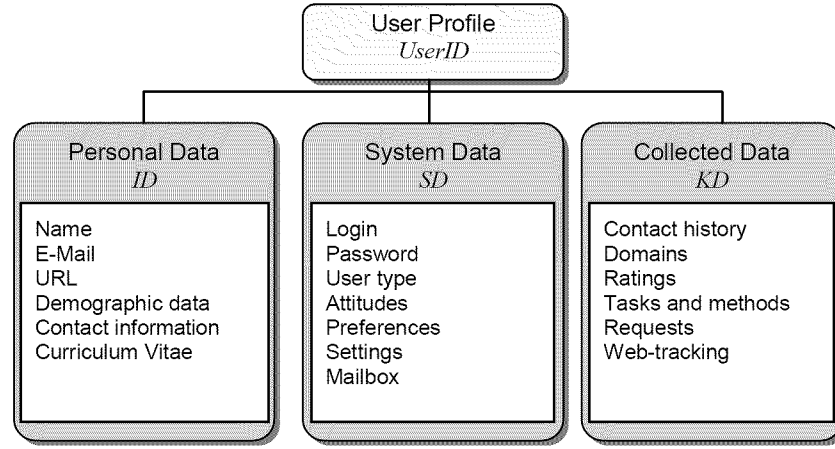 User Profile
UserID
Personal Data
ID
Name
E-Mail
URL
Demographic data
Contact information
Curriculum Vitae
System Data
SD
Login
Password
User type
Attitudes
Preferences
Settings
Mailbox
Collected Data
KD
Contact history
Domains
Ratings
Tasks and methods
Requests
Web-tracking